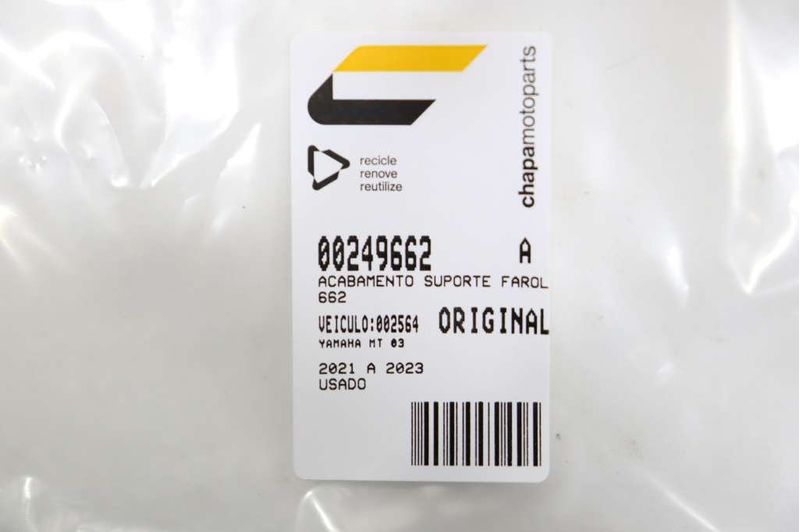 chapamotoparts
recicle
renove
reutilize
00249662 A
ACABAMENTO SUPORTE FAROL
662
VEICULO:002564 ORIGINAL
YAMAHA MT 03
2021 A 2023
USADO